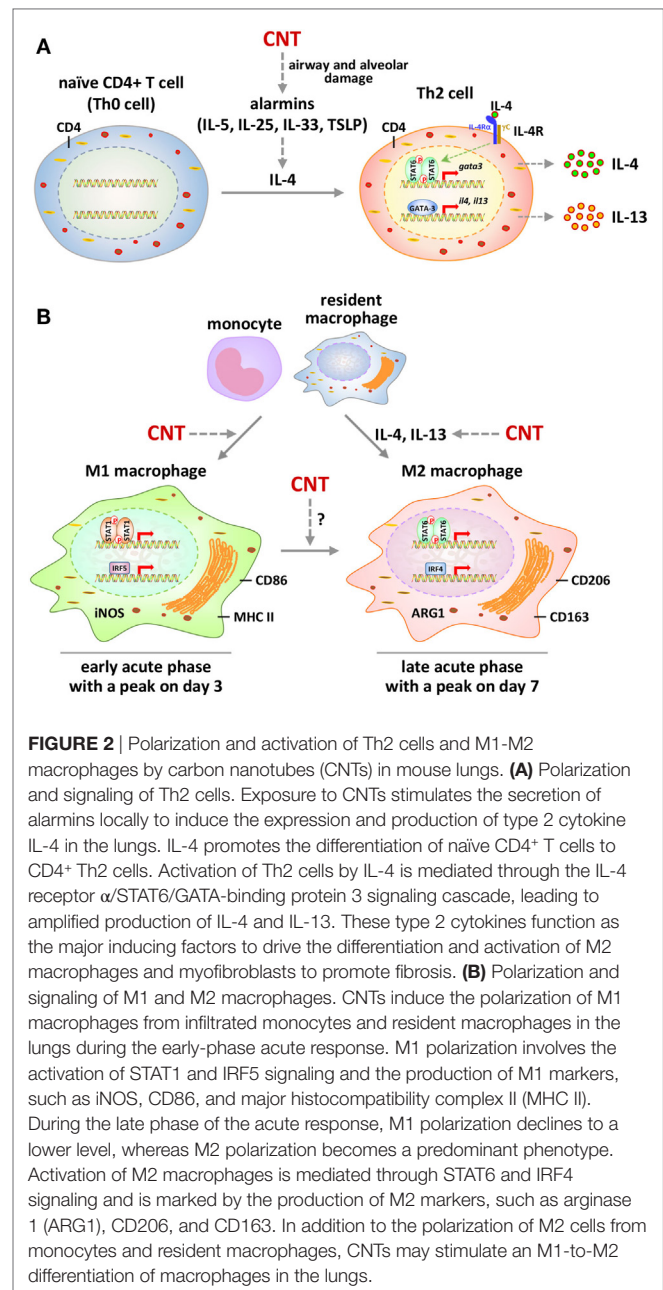 A
CNT
airway and alveolar
damage
naïve CD4+ T cell
(Th0 cell)
alarmins
(IL-5, IL-25, IL-33, TSLP)
Th2 cell
CD4
CD4
IL-4
IL-4Rα
γC
IL-4R
P
STAT6
STAT6
P
gata3
IL-4
IL-4
GATA-3
il4, il13
IL-13
B
monocyte
resident
macrophage
CNT
IL-4, IL-13
CNT
M1 macrophage
CNT
M2 macrophage
?
P
STAT1
STAT1
P
IRF5
CD86
iNOS
MHC II
P
STAT6
STAT6
P
IRF4
CD206
ARG1
CD163
early acute phase
with a peak on day 3
late acute phase
with a peak on day 7
FIGURE 2 | Polarization and activation of Th2 cells and M1-M2
macrophages by carbon nanotubes (CNTs) in mouse lungs. (A) Polarization
and signaling of Th2 cells. Exposure to CNTs stimulates the secretion of
alarmins locally to induce the expression and production of type 2 cytokine
IL-4 in the lungs. IL-4 promotes the differentiation of naïve CD4+ T cells to
CD4+ Th2 cells. Activation of Th2 cells by IL-4 is mediated through the IL-4
receptor α/STAT6/GATA-binding protein 3 signaling cascade, leading to
amplified production of IL-4 and IL-13. These type 2 cytokines function as
the major inducing factors to drive the differentiation and activation of M2
macrophages and myofibroblasts to promote fibrosis. (B) Polarization and
signaling of M1 and M2 macrophages. CNTs induce the polarization of M1
macrophages from infiltrated monocytes and resident macrophages in the
lungs during the early-phase acute response. M1 polarization involves the
activation of STAT1 and IRF5 signaling and the production of M1 markers,
such as iNOS, CD86, and major histocompatibility complex II (MHC II).
During the late phase of the acute response, M1 polarization declines to a
lower level, whereas M2 polarization becomes a predominant phenotype.
Activation of M2 macrophages is mediated through STAT6 and IRF4
signaling and is marked by the production of M2 markers, such as arginase
1 (ARG1), CD206, and CD163. In addition to the polarization of M2 cells from
monocytes and resident macrophages, CNTs may stimulate an M1-to-M2
differentiation of macrophages in the lungs.